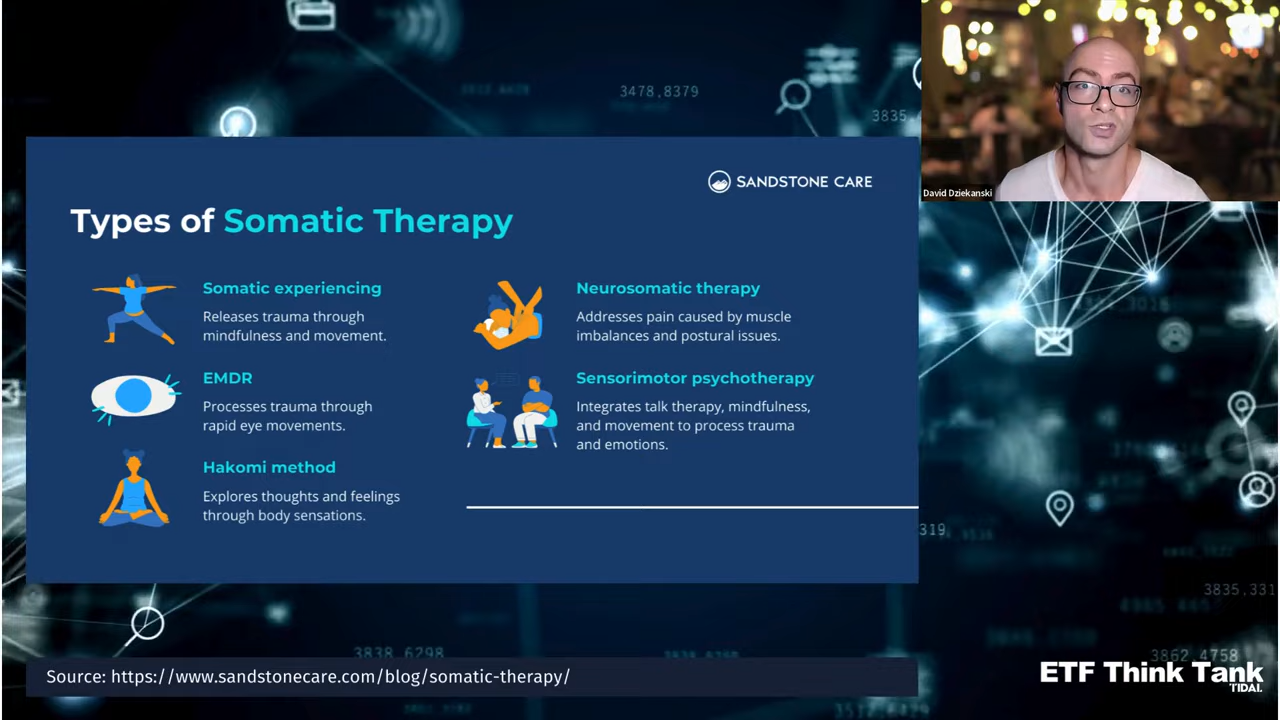 3478,8379
David Dziekanski
SANDSTONE CARE
Types of Somatic Therapy
Somatic experiencing
Releases trauma through
mindfulness and movement.
EMDR
Processes trauma through
rapid eye movements.
Hakomi method
Explores thoughts and feelings
through body sensations.
Neurosomatic therapy
Addresses pain caused by muscle
imbalances and postural issues.
Sensorimotor psychotherapy
Integrates talk therapy, mindfulness,
and movement to process trauma
and emotions.
319
3835,331
3838,6298
3862,4758
Source: https://www.sandstonecare.com/blog/somatic-therapy/
ETF Think Tank
TIDAL